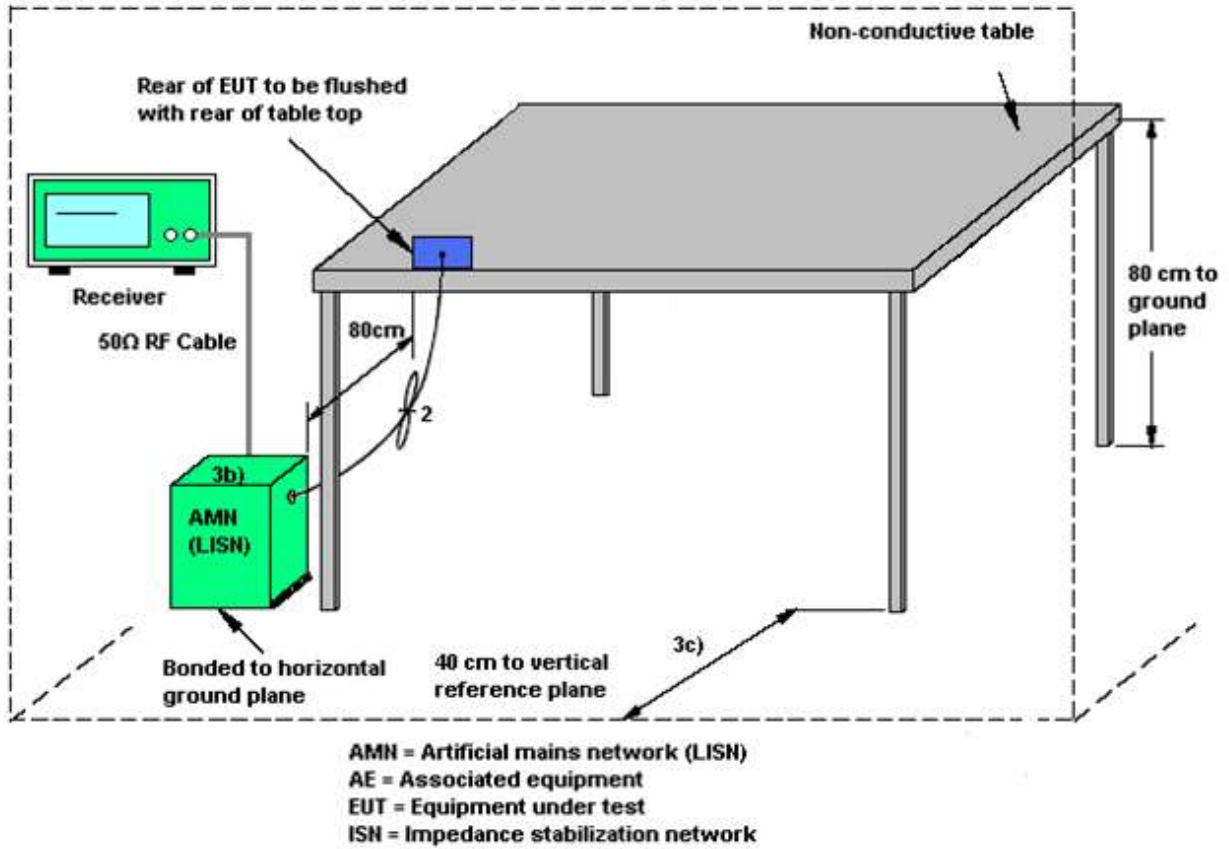 Non-conductive table
Rear of EUT to be flushed
with rear of table top
Receiver
50Ω RF Cable
80cm
80 cm to
ground
plane
2
3b)
AMN
(LISN)
3c)
Bonded to horizontal
ground plane
40 cm to vertical
reference plane
AMN = Artificial mains network (LISN)
AE = Associated equipment
EUT = Equipment under test
ISN = Impedance stabilization network